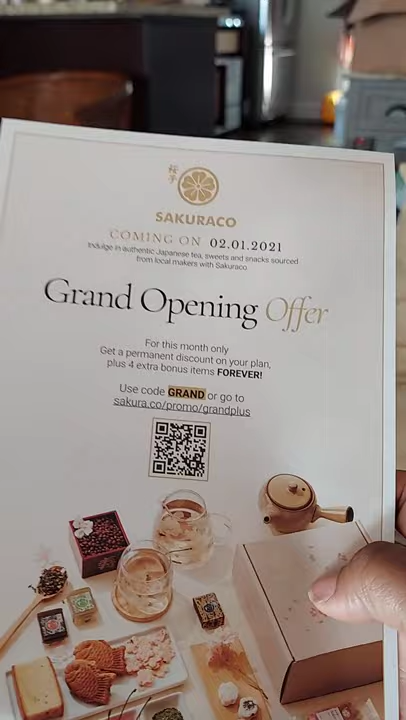 桜子
SAKURACO
COMING ON 02.01.2021
Indulge in authentic Japanese tea, sweets and snacks sourced
from local makers with Sakuraco
Grand Opening Offer
For this month only
Get a permanent discount on your plan,
plus 4 extra bonus items FOREVER!
Use code GRAND or go to
sakura.co/promo/grandplus